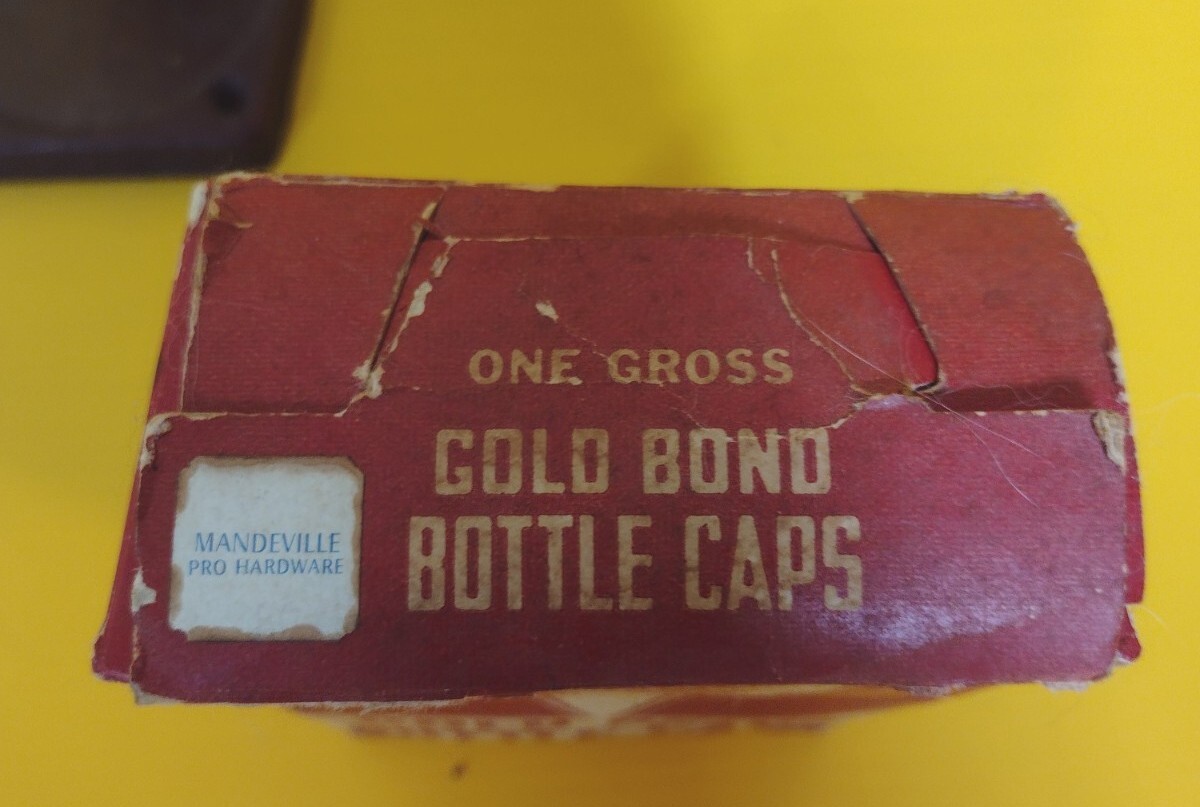 ONE GROSS
GOLD BOND
BOTTLE CAPS
MANDEVILLE
PRO HARDWARE